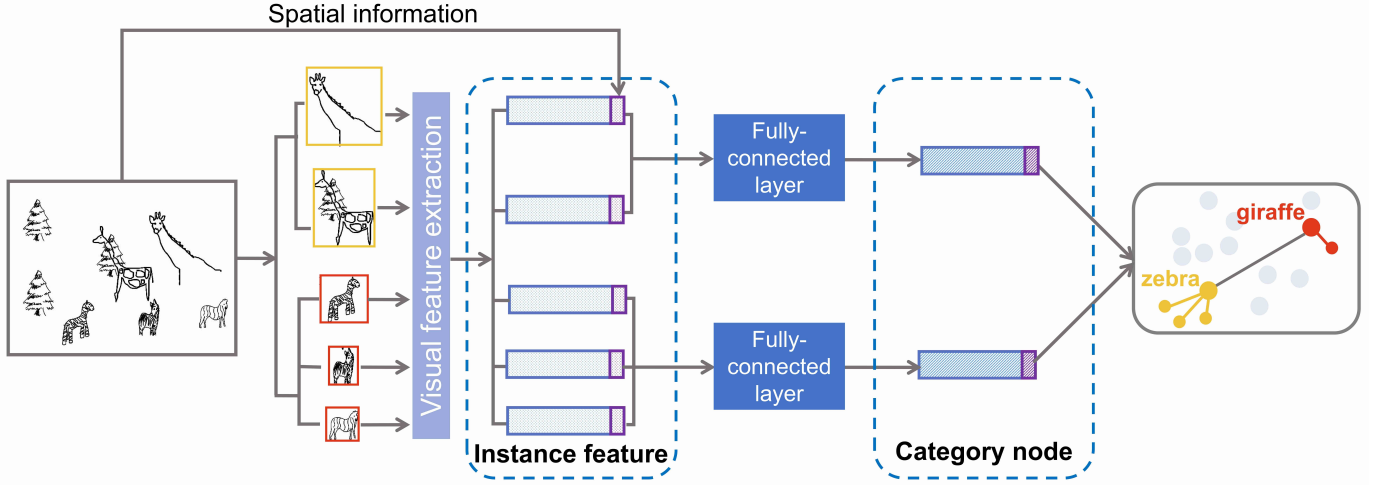 Spatial information
Visual feature extraction
Instance feature
Fully-
connected
layer
Fully-
connected
layer
Category node
giraffe
zebra